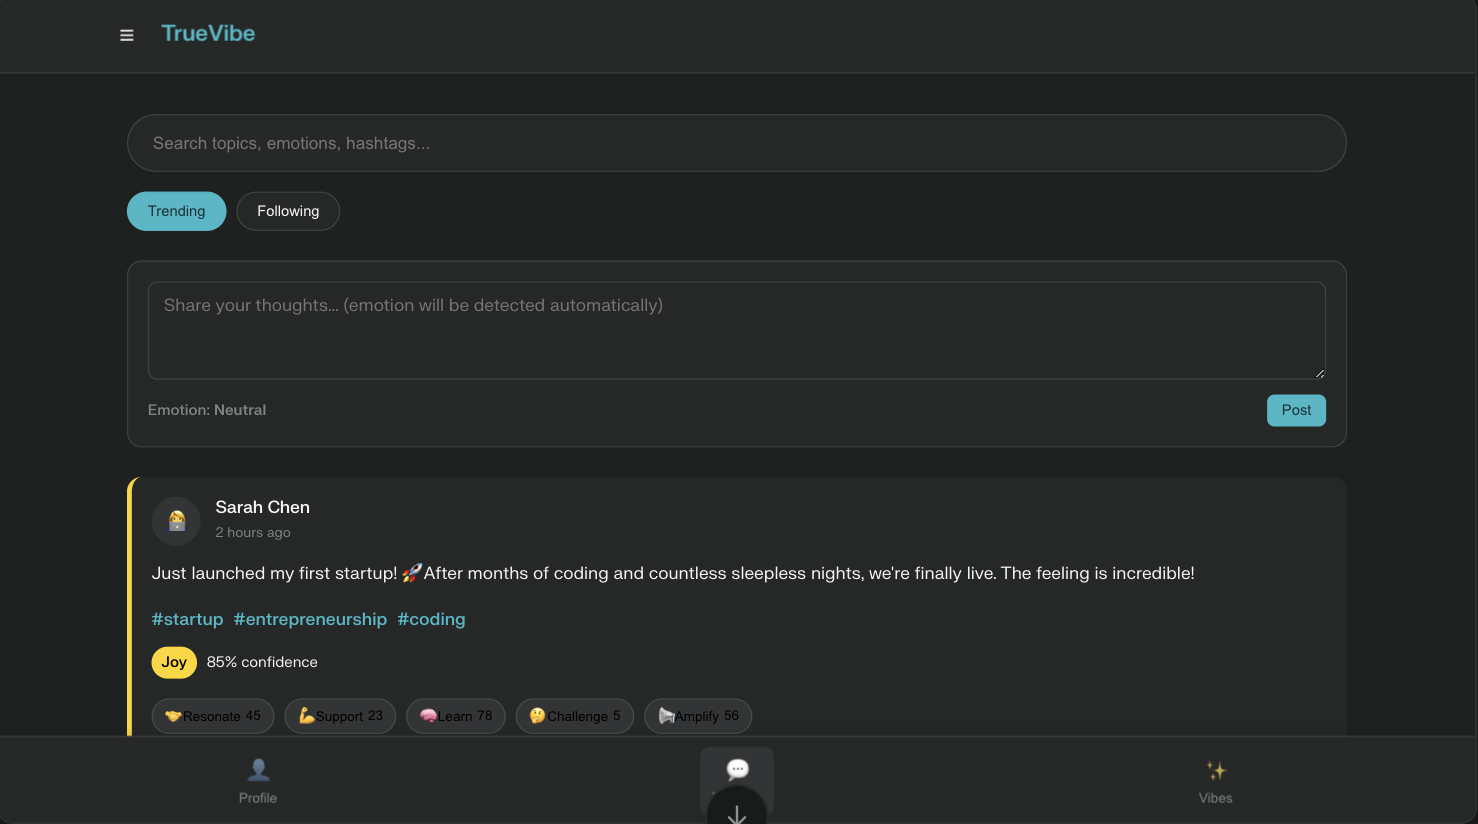 TrueVibe
Search topics, emotions, hashtags...
Trending
Following
Share your thoughts... (emotion will be detected automatically)
Emotion: Neutral
Post
Sarah Chen
2 hours ago
Just launched my first startup! 🚀After months of coding and countless sleepless nights, we're finally live. The feeling is incredible!
#startup #entrepreneurship #coding
Joy 85% confidence
🤝Resonate 45 💪Support 23 🧠Learn 78 🤔Challenge 5 📢Amplify 56
Profile
Vibes